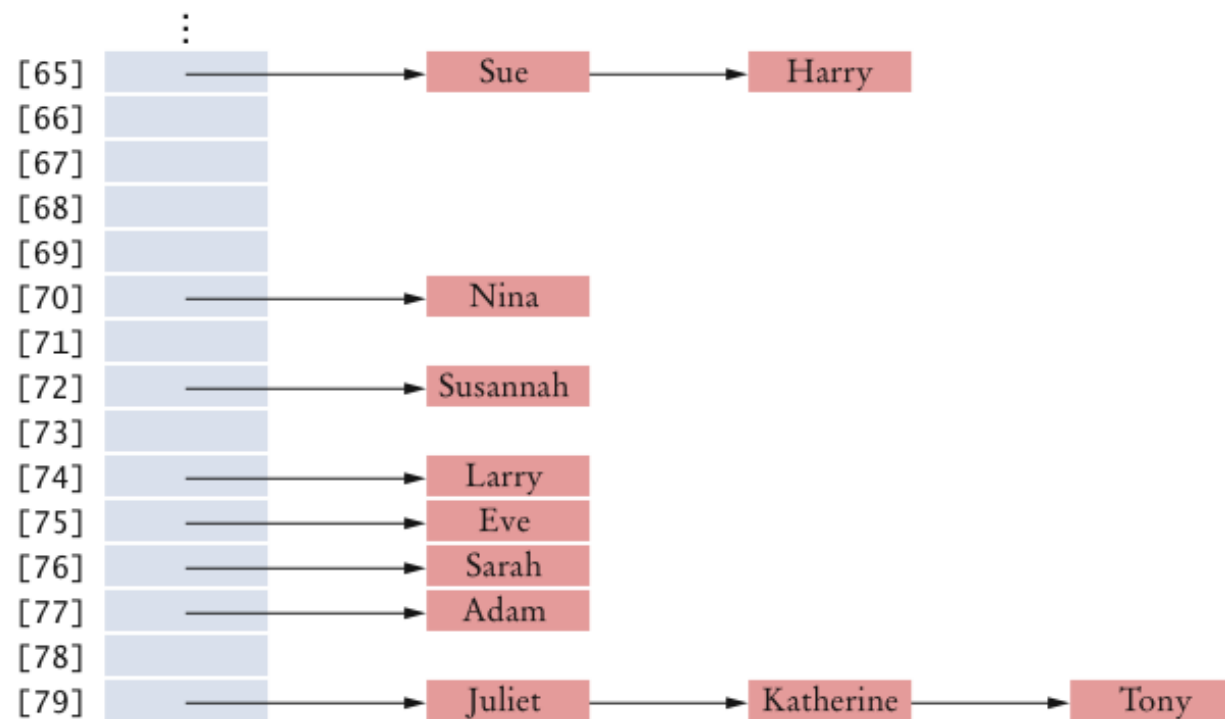 ⋮
[65] Sue Harry
[66]
[67]
[68]
[69]
[70] Nina
[71]
[72] Susannah
[73]
[74] Larry
[75] Eve
[76] Sarah
[77] Adam
[78]
[79] Juliet Katherine Tony